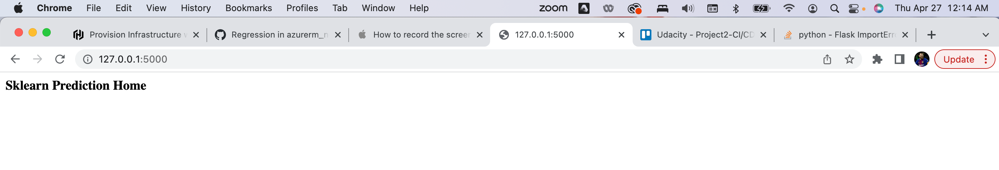 Chrome File Edit View History Bookmarks Profiles Tab Window Help zoom Thu Apr 27 12:14 AM
Provision Infrastructure Regression in azurerm_n How to record the screen 127.0.0.1:5000 Udacity - Project2-CI/CD python - Flask ImportErr
127.0.0.1:5000 Update
Sklearn Prediction Home